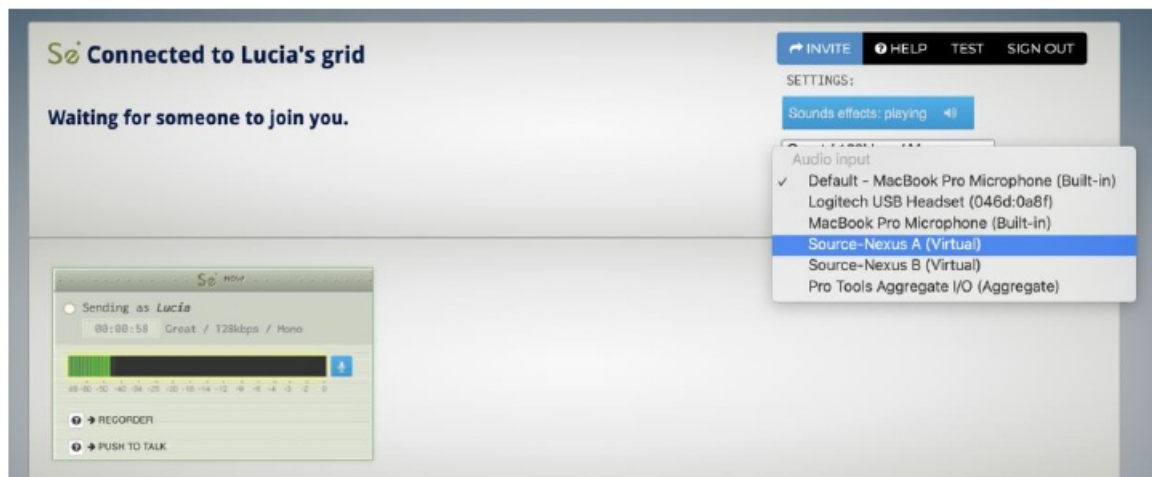 Se Connected to Lucia's grid
INVITE HELP TEST SIGN OUT
SETTINGS:
Waiting for someone to join you.
Sounds effects: playing
Audio input
✓ Default - MacBook Pro Microphone (Built-in)
Logitech USB Headset (046d:0a8f)
MacBook Pro Microphone (Built-in)
Source-Nexus A (Virtual)
Source-Nexus B (Virtual)
Pro Tools Aggregate I/O (Aggregate)
Se NOW
Sending as Lucia
00:00:58 Great / 128kbps / Mono
RECORDER
PUSH TO TALK